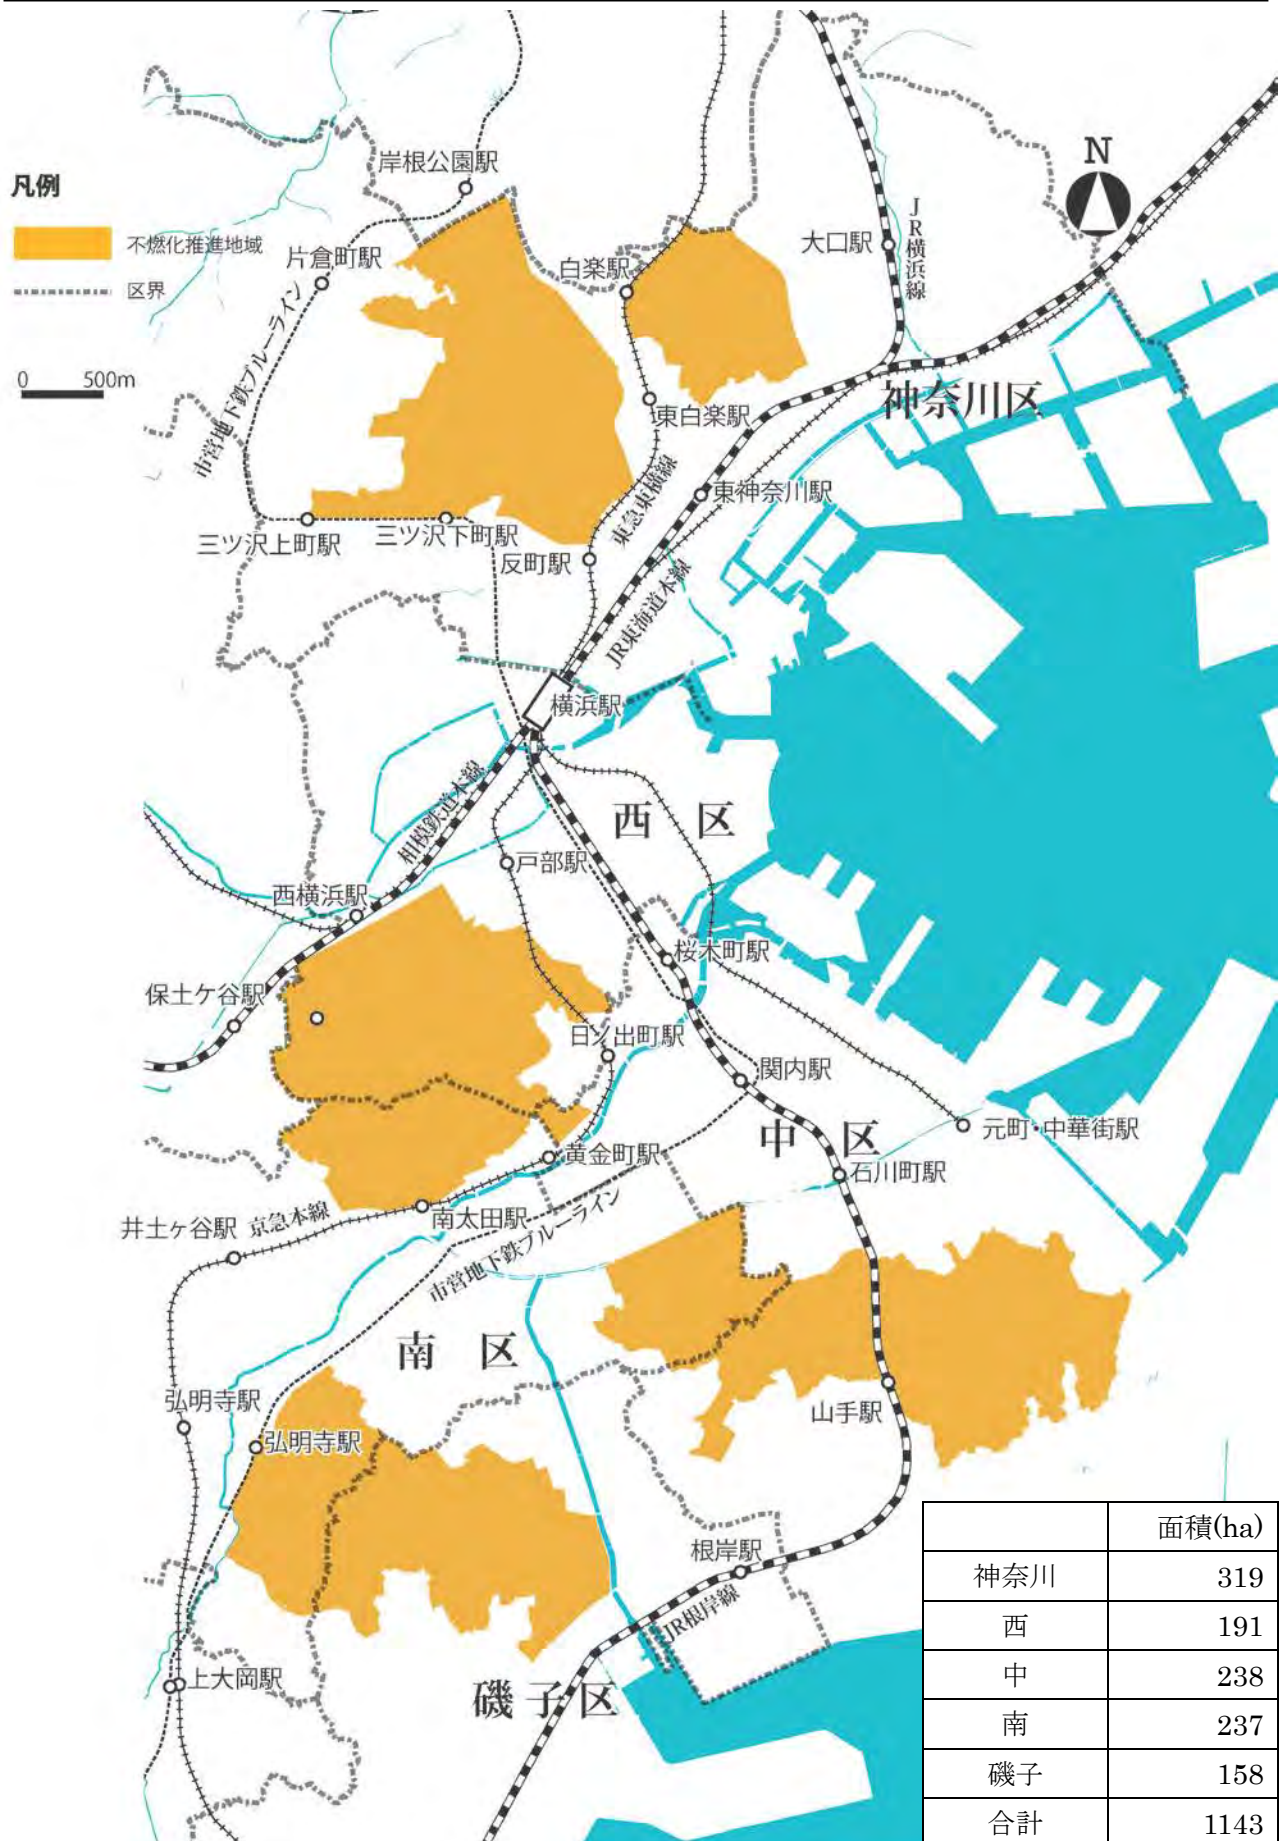 岸根公園駅
N
凡例
不燃化推進地域
区界
0 500m
片倉町駅
白楽駅
大口駅
JR横浜線
市営地下鉄ブルーライン
東白楽駅
神奈川区
東神奈川駅
東急東横線
三ツ沢上町駅
三ツ沢下町駅
反町駅
JR東海道本線
横浜駅
相模鉄道本線
西 区
戸部駅
西横浜駅
桜木町駅
保土ケ谷駅
日ノ出町駅
関内駅
中 区
元町・中華街駅
黄金町駅
石川町駅
井土ヶ谷駅
京急本線
南太田駅
市営地下鉄ブルーライン
南 区
弘明寺駅
弘明寺駅
山手駅
根岸駅
JR根岸線
上大岡駅
磯子区
面積(ha)
神奈川 319
西 191
中 238
南 237
磯子 158
合計 1143